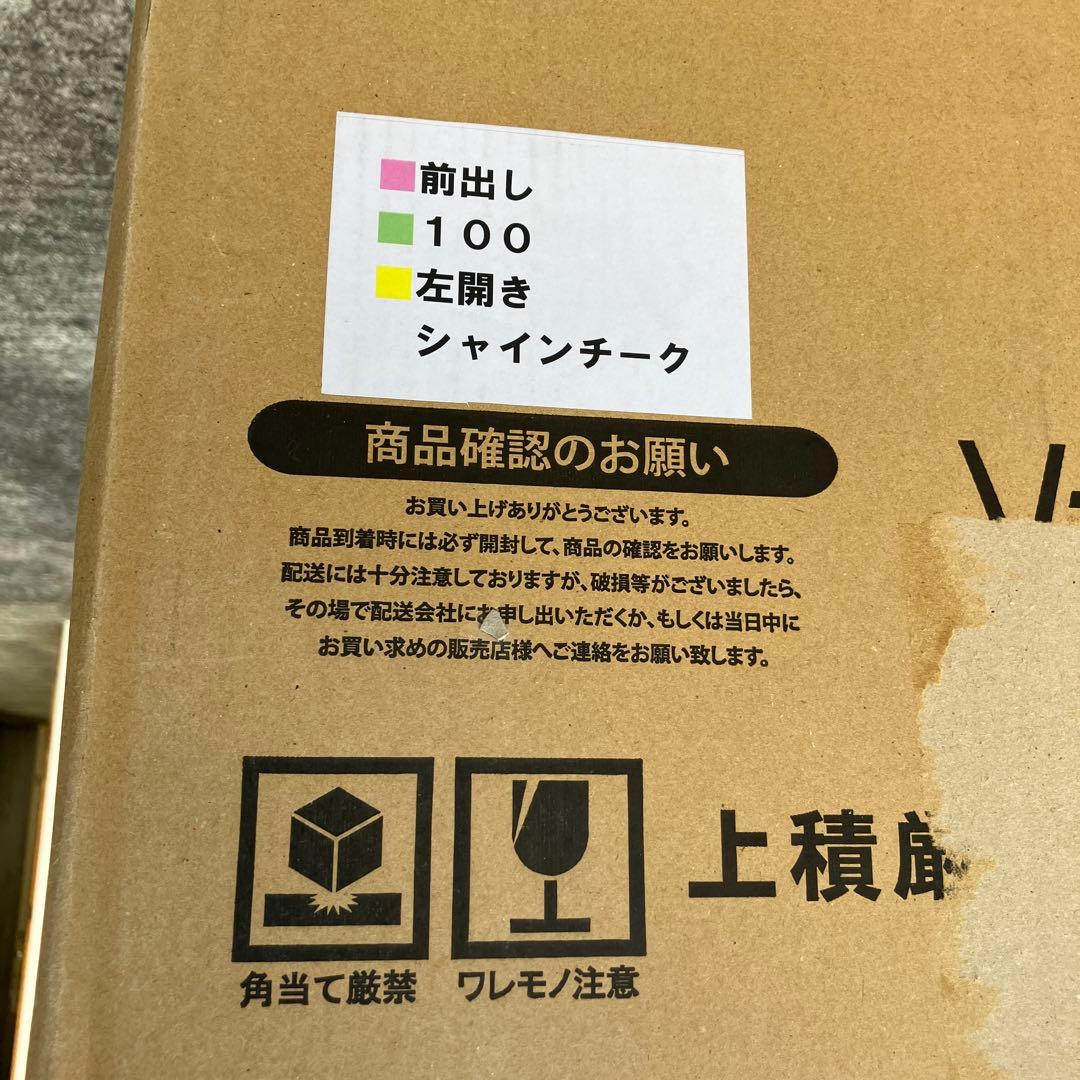 前出し
１００
左開き
シャインチーク
商品確認のお願い
お買い上げありがとうございます。
商品到着時には必ず開封して、商品の確認をお願いします。
配送には十分注意しておりますが、破損等がございましたら、
その場で配送会社にお申し出いただくか、もしくは当日中に
お買い求めの販売店様へご連絡をお願い致します。
上積厳
角当て厳禁
ワレモノ注意